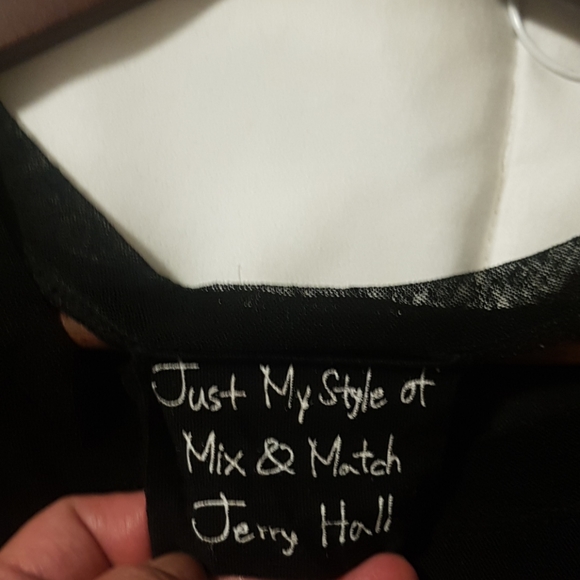 Just My Style of
Mix & Match
Jerry Hall